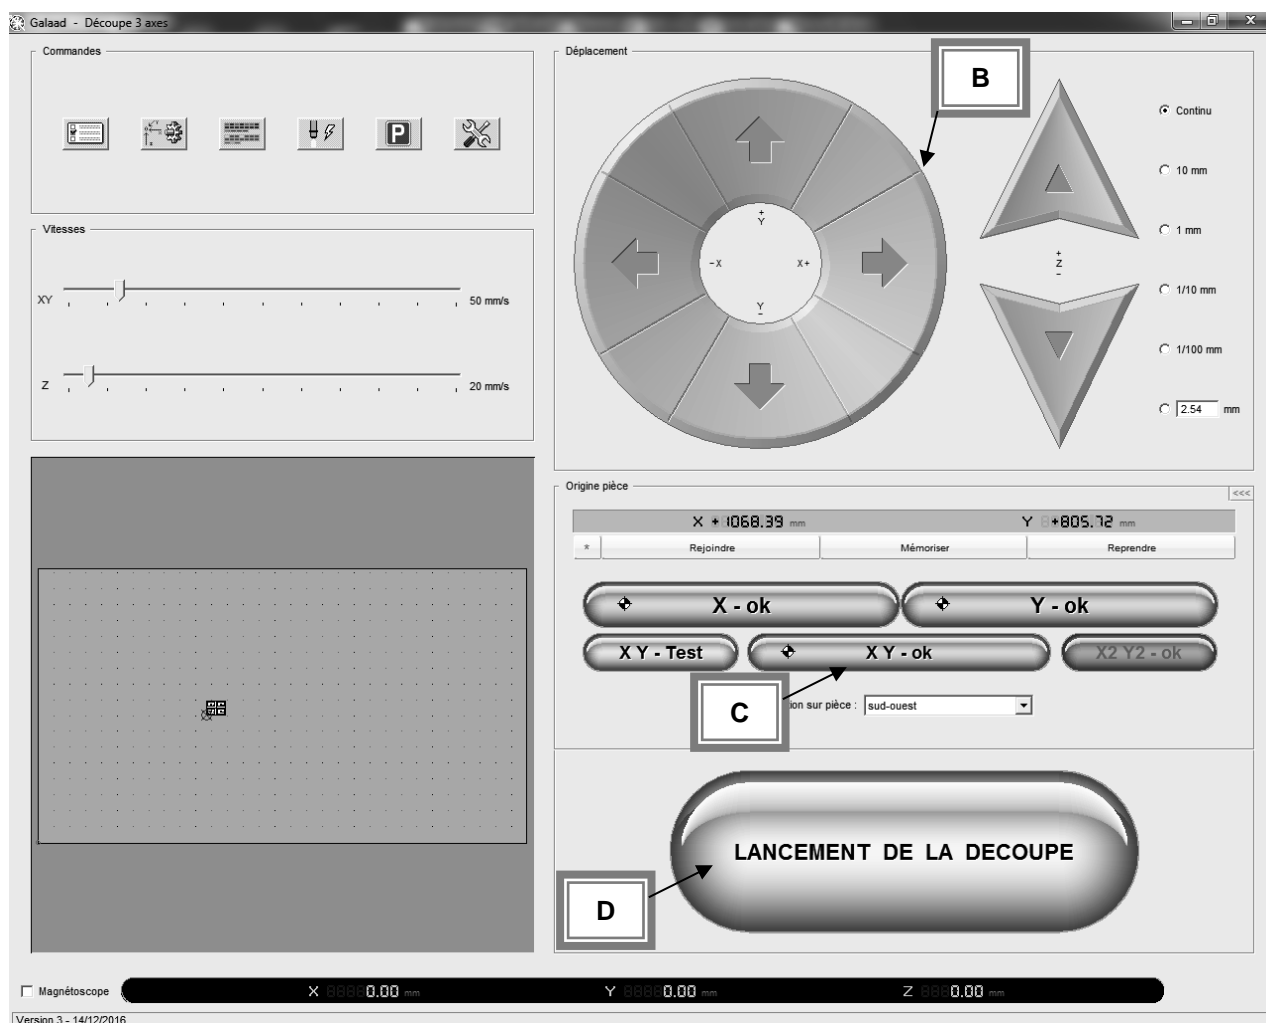 Galaad - Découpe 3 axes
Commandes
P
Vitesses
XY
50 mm/s
Z
20 mm/s
Déplacement
B
+
Y
-X
X+
Y
-
+
Z
-
Continu
10 mm
1 mm
1/10 mm
1/100 mm
2.54 mm
Origine pièce
<<<
X +1068.39 mm
Y +805.72 mm
*
Rejoindre
Mémoriser
Reprendre
X - ok
Y - ok
X Y - Test
X Y - ok
X2 Y2 - ok
C
ion sur pièce : sud-ouest
LANCEMENT DE LA DECOUPE
D
Magnétoscope
X 0.00 mm
Y 0.00 mm
Z 0.00 mm
Version 3 - 14/12/2016